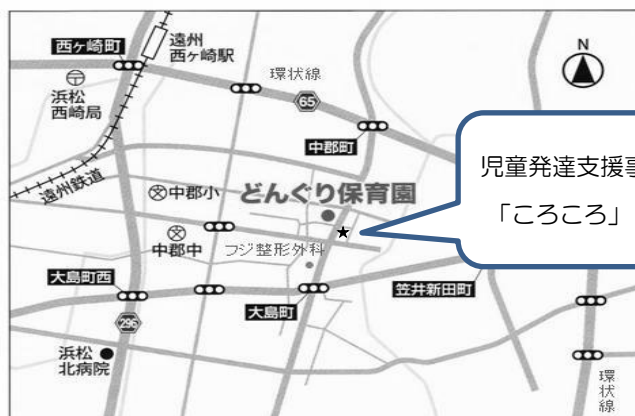 西ヶ崎町
遠州
西ヶ崎駅
環状線
65
N
浜松
西崎局
中郡町
遠州鉄道
中郡小
どんぐり保育園
中郡中
フジ整形外科
児童発達支援事
「ころころ」
大島町西
大島町
笠井新田町
296
浜松
北病院
環
状
線